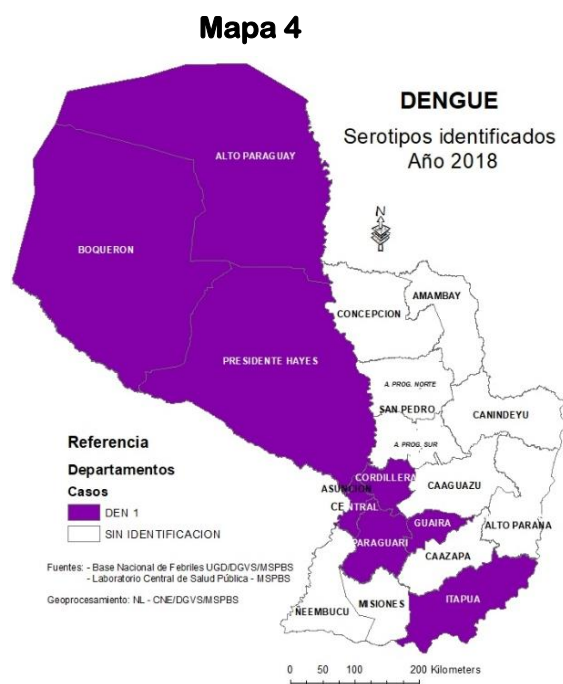 Mapa 4
DENGUE
Serotipos identificados
Año 2018
N
ALTO PARAGUAY
BOQUERON
PRESIDENTE HAYES
CONCEPCION
AMAMBAY
A. PROG. NORTE
SAN PEDRO
CANINDEYU
A. PROG. SUR
CORDILLERA
ASUNCION
CAAGUAZU
CENTRAL
GUAIRA
ALTO PARANA
PARAGUARI
CAAZAPA
ITAPUA
MISIONES
ÑEEMBUCU
Referencia
Departamentos
Casos
DEN 1
SIN IDENTIFICACION
Fuentes: - Base Nacional de Febriles UGD/DGVS/MSPBS
- Laboratorio Central de Salud Pública - MSPBS
Geoprocesamiento: NL - CNE/DGVS/MSPBS
0 50 100 200 Kilometers